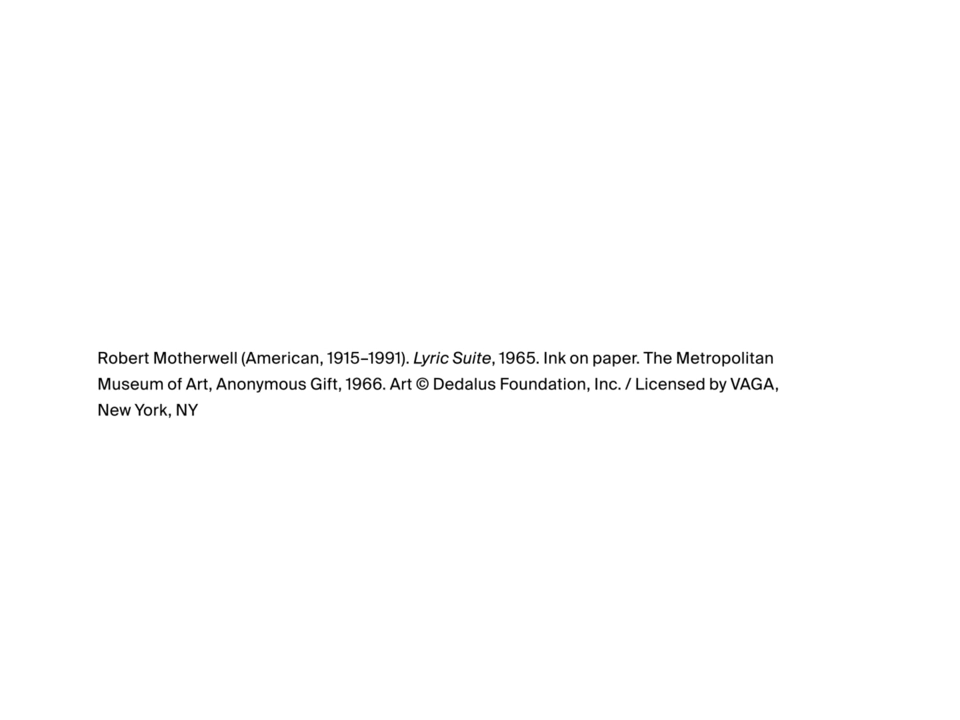 Robert Motherwell (American, 1915–1991). Lyric Suite, 1965. Ink on paper. The Metropolitan
Museum of Art, Anonymous Gift, 1966. Art © Dedalus Foundation, Inc. / Licensed by VAGA,
New York, NY